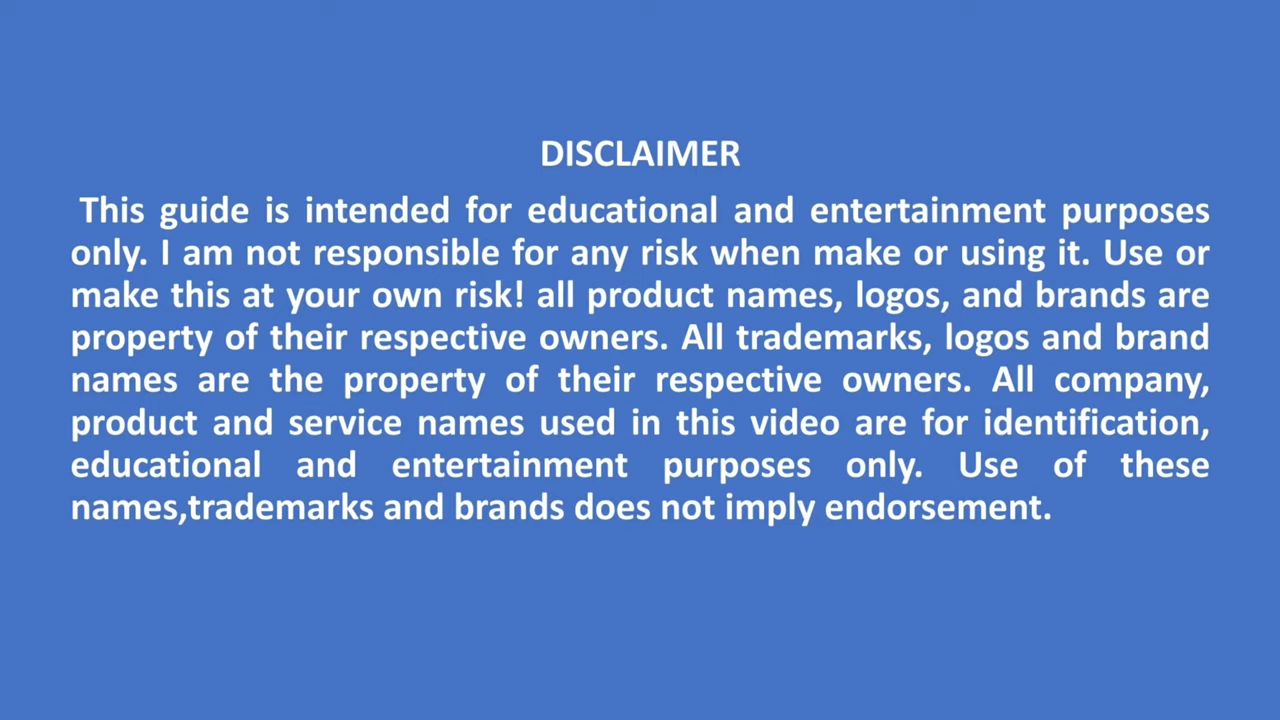 DISCLAIMER
This guide is intended for educational and entertainment purposes
only. I am not responsible for any risk when make or using it. Use or
make this at your own risk! all product names, logos, and brands are
property of their respective owners. All trademarks, logos and brand
names are the property of their respective owners. All company,
product and service names used in this video are for identification,
educational and entertainment purposes only. Use of these
names,trademarks and brands does not imply endorsement.